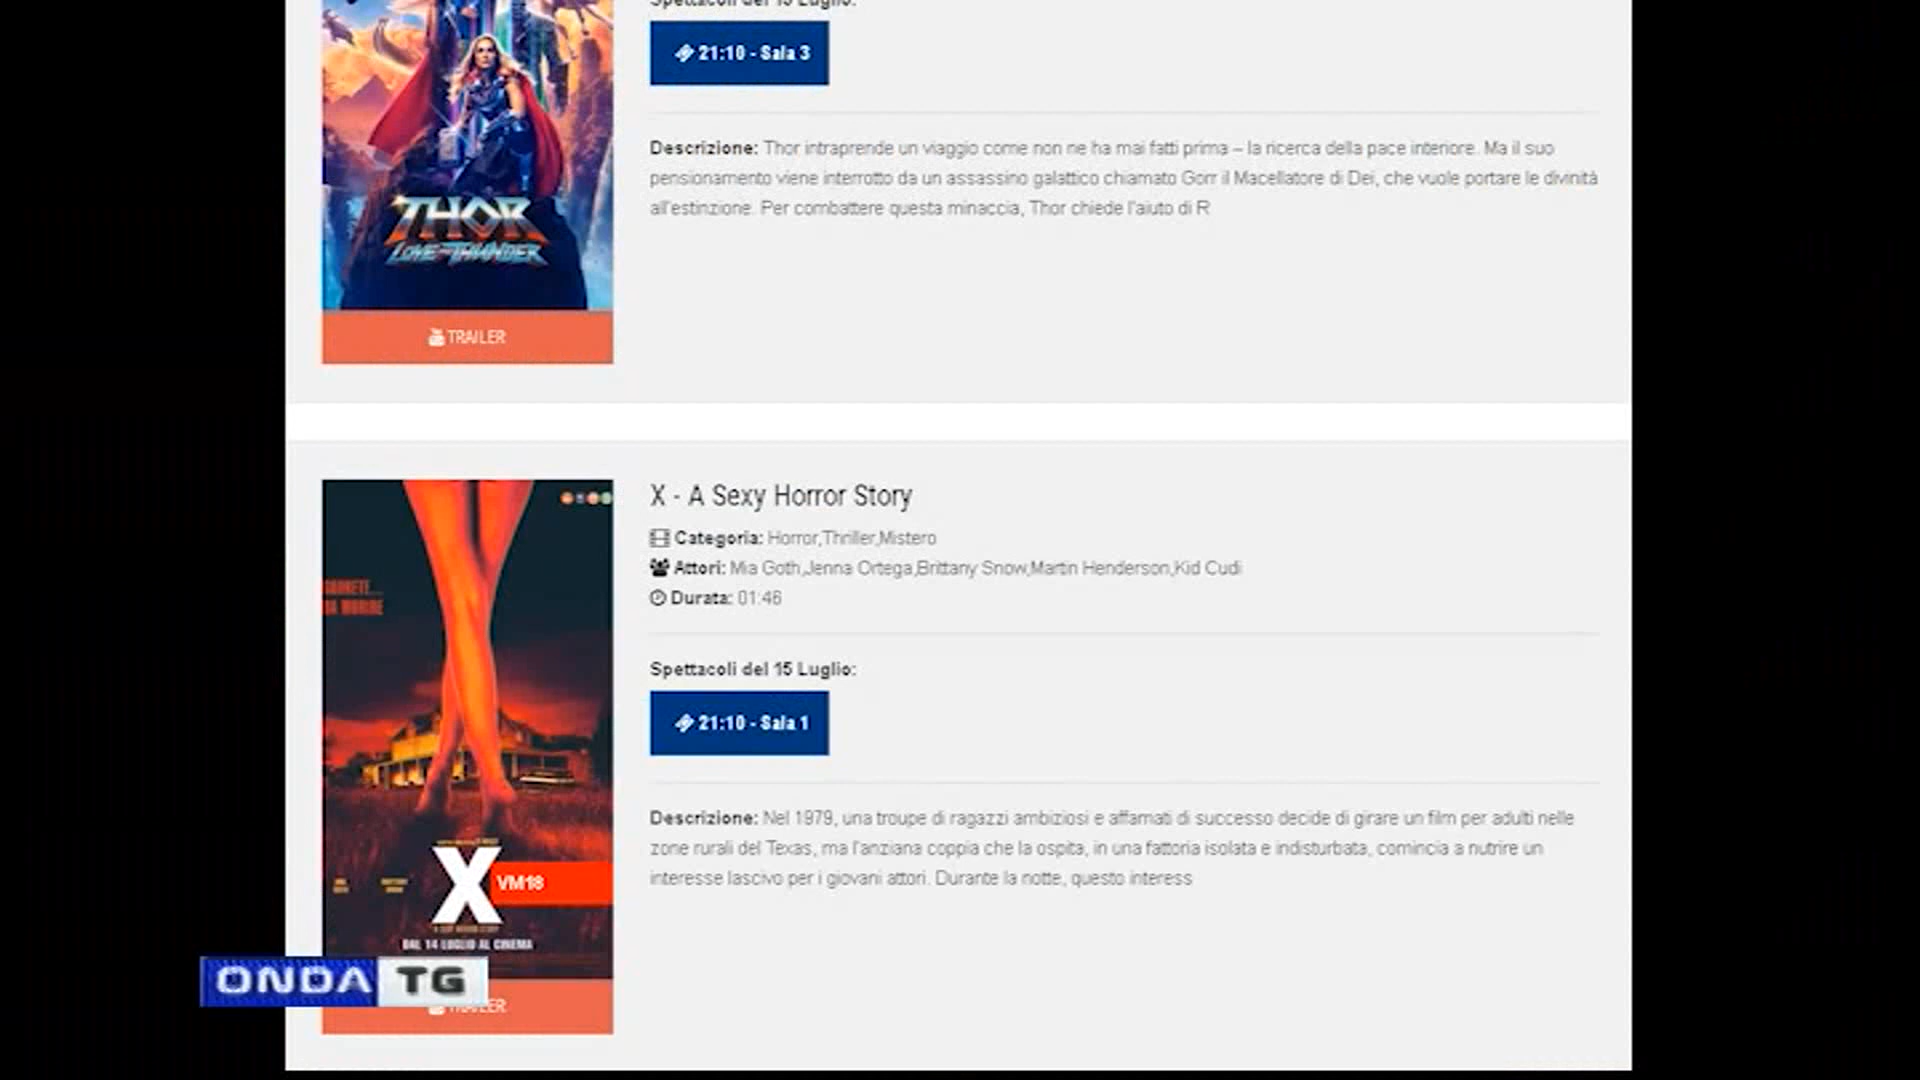 Spettacoli del 15 Luglio:
21:10 - Sala 3
Descrizione: Thor intraprende un viaggio come non ne ha mai fatti prima – la ricerca della pace interiore. Ma il suo
pensionamento viene interrotto da un assassino galattico chiamato Gorr il Macellatore di Dei, che vuole portare le divinità
all'estinzione. Per combattere questa minaccia, Thor chiede l'aiuto di R
THOR
LOVE AND THUNDER
TRAILER
X - A Sexy Horror Story
Categoria: Horror,Thriller,Mistero
Attori: Mia Goth,Jenna Ortega,Brittany Snow,Martin Henderson,Kid Cudi
Durata: 01:46
DA MORIRE
Spettacoli del 15 Luglio:
21:10 - Sala 1
Descrizione: Nel 1979, una troupe di ragazzi ambiziosi e affamati di successo decide di girare un film per adulti nelle
zone rurali del Texas, ma l'anziana coppia che la ospita, in una fattoria isolata e indisturbata, comincia a nutrire un
interesse lascivo per i giovani attori. Durante la notte, questo interess
X
VM18
DAL 14 LUGLIO AL CINEMA
ONDA TG
TRAILER